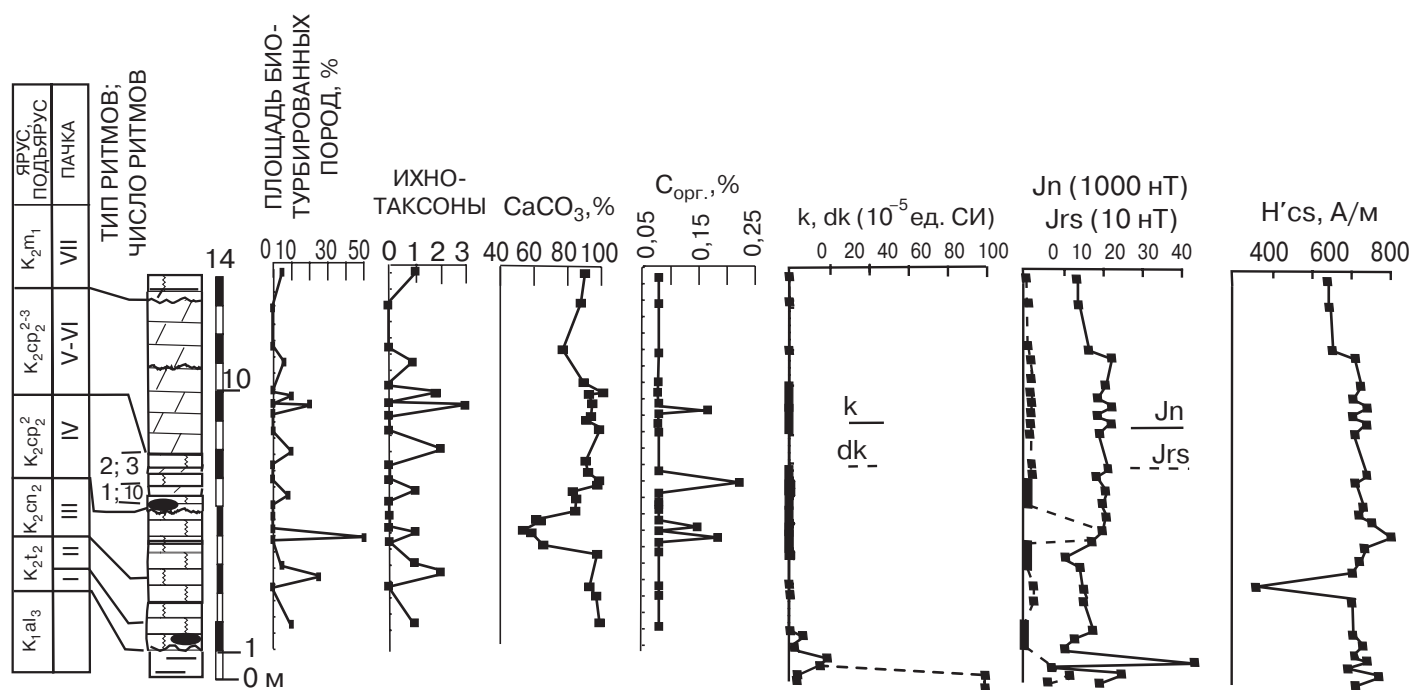 ЯРУС,
ПОДЪЯРУС
ПАЧКА
ТИП РИТМОВ;
ЧИСЛО РИТМОВ
ПЛОЩАДЬ БИО-
ТУРБИРОВАННЫХ
ПОРОД, %
ИХНО-
ТАКСОНЫ
CaCO₃,%
Cорг.,%
k, dk (10⁻⁵ ед. СИ)
Jn (1000 нТ)
Jrs (10 нТ)
H′cs, А/м
0 10 30 50
0 1 2 3
40 60 80 100
0,05 0,15 0,25
0 20 40 60 80 100
0 10 20 30 40
400 600 800
K₂m₁ VII
K₂cp₂²⁻³ V-VI
K₂cp₂² IV
K₂cn₂ III
K₂t₂ II
I
K₁al₃
14
10
2; 3
1; 10
1
0 м
k
dk
Jn
Jrs